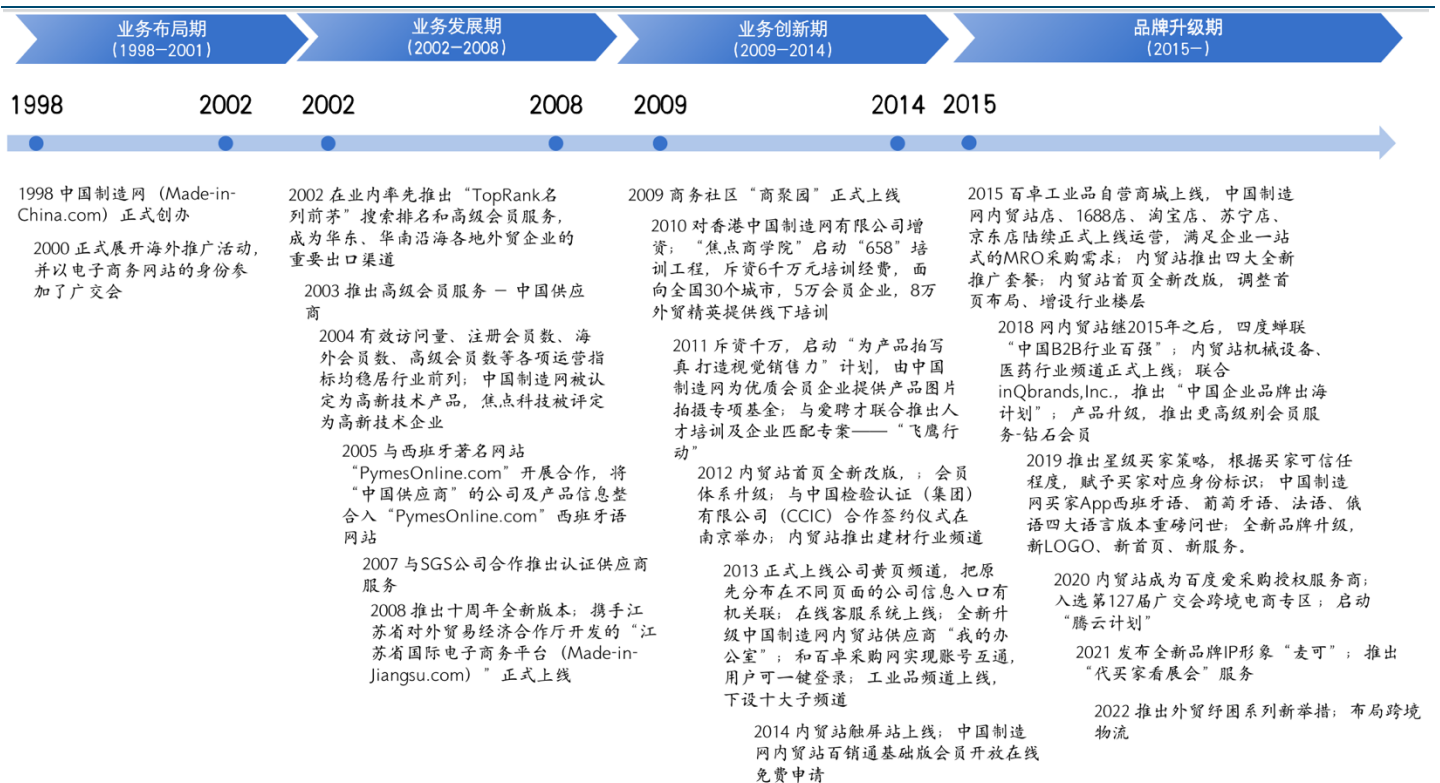 业务布局期
(1998-2001)
业务发展期
(2002-2008)
业务创新期
(2009-2014)
品牌升级期
(2015-)
1998
2002
2002
2008
2009
2014
2015
1998 中国制造网（Made-in-
China.com）正式创办
2000 正式展开海外推广活动，
并以电子商务网站的身份参
加了广交会
2002 在业内率先推出“TopRank名
列前茅”搜索排名和高级会员服务，
成为华东、华南沿海各地外贸企业的
重要出口渠道
2003 推出高级会员服务 - 中国供应
商
2004 有效访问量、注册会员数、海
外会员数、高级会员数等各项运营指
标均稳居行业前列；中国制造网被认
定为高新技术产品，焦点科技被评定
为高新技术企业
2005 与西班牙著名网站
“PymesOnline.com”开展合作，将
“中国供应商”的公司及产品信息整
合入“PymesOnline.com”西班牙语
网站
2007 与SGS公司合作推出认证供应商
服务
2008 推出十周年全新版本；携手江
苏省对外贸易经济合作厅开发的“江
苏省国际电子商务平台（Made-in-
Jiangsu.com）”正式上线
2009 商务社区“商聚园”正式上线
2010 对香港中国制造网有限公司增
资；“焦点商学院”启动“658”培
训工程，斥资6千万元培训经费，面
向全国30个城市，5万会员企业，8万
外贸精英提供线下培训
2011 斥资千万，启动“为产品拍写
真 打造视觉销售力”计划，由中国
制造网为优质会员企业提供产品图片
拍摄专项基金；与爱聘才联合推出人
才培训及企业匹配专案——“飞鹰行
动”
2012 内贸站首页全新改版，；会员
体系升级；与中国检验认证（集团）
有限公司（CCIC）合作签约仪式在
南京举办；内贸站推出建材行业频道
2013 正式上线公司黄页频道，把原
先分布在不同页面的公司信息入口有
机关联；在线客服系统上线；全新升
级中国制造网内贸站供应商“我的办
公室”；和百卓采购网实现账号互通，
用户可一键登录；工业品频道上线，
下设十大子频道
2014 内贸站触屏站上线；中国制造
网内贸站百销通基础版会员开放在线
免费申请
2015 百卓工业品自营商城上线，中国制造
网内贸站店、1688店、淘宝店、苏宁店、
京东店陆续正式上线运营，满足企业一站
式的MRO采购需求；内贸站推出四大全新
推广套餐；内贸站首页全新改版，调整首
页布局、增设行业楼层
2018 网内贸站继2015年之后，四度蝉联
“中国B2B行业百强”；内贸站机械设备、
医药行业频道正式上线；联合
inQbrands,Inc.，推出“中国企业品牌出海
计划”；产品升级，推出更高级别会员服
务-钻石会员
2019 推出星级买家策略，根据买家可信任
程度，赋予买家对应身份标识；中国制造
网买家App西班牙语、葡萄牙语、法语、俄
语四大语言版本重磅问世；全新品牌升级，
新LOGO、新首页、新服务。
2020 内贸站成为百度爱采购授权服务商；
入选第127届广交会跨境电商专区；启动
“腾云计划”
2021 发布全新品牌IP形象“麦可”；推出
“代买家看展会”服务
2022 推出外贸纾困系列新举措；布局跨境
物流